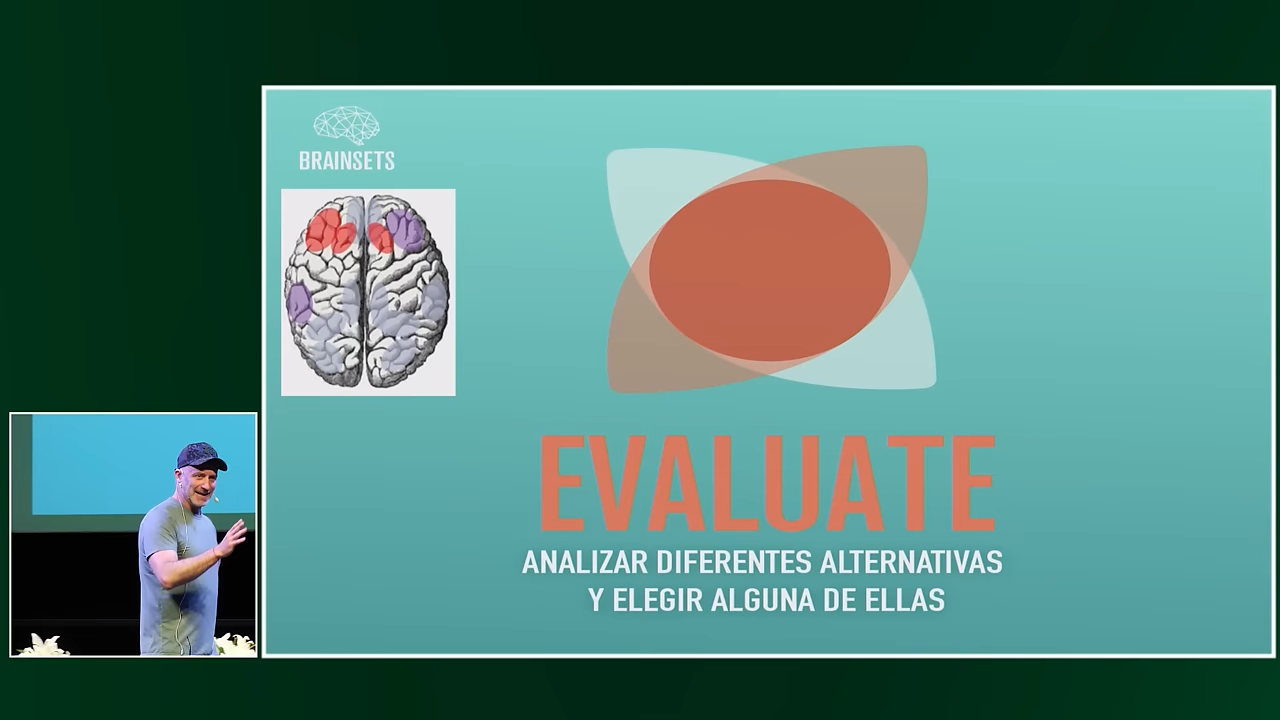 BRAINSETS
EVALUATE
ANALIZAR DIFERENTES ALTERNATIVAS
Y ELEGIR ALGUNA DE ELLAS